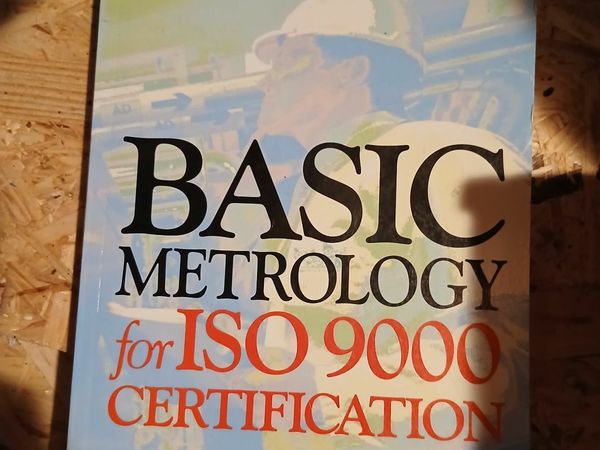 BASIC
METROLOGY
for ISO 9000
CERTIFICATION